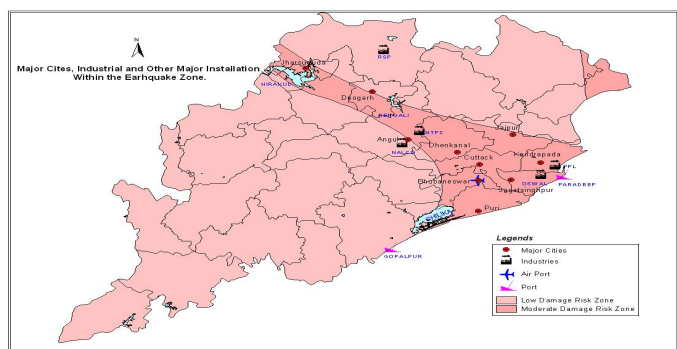 N
Major Cites, Industrial and Other Major Installation
Within the Earhquake Zone.
RSP
Jharsuguda
HIRAKUD
Deogarh
RENGALI
NTPC
Angul
NALCO
Jajpur
Dhenkanal
Cuttack
Kendrapada
PPL
Bhubaneswar
OSWAL
PARADEEP
Jagatsinghpur
Puri
CHILIKA
GOPALPUR
Legends
Major Cities
Industries
Air Port
Port
Low Damage Risk Zone
Moderate Damage Risk Zone